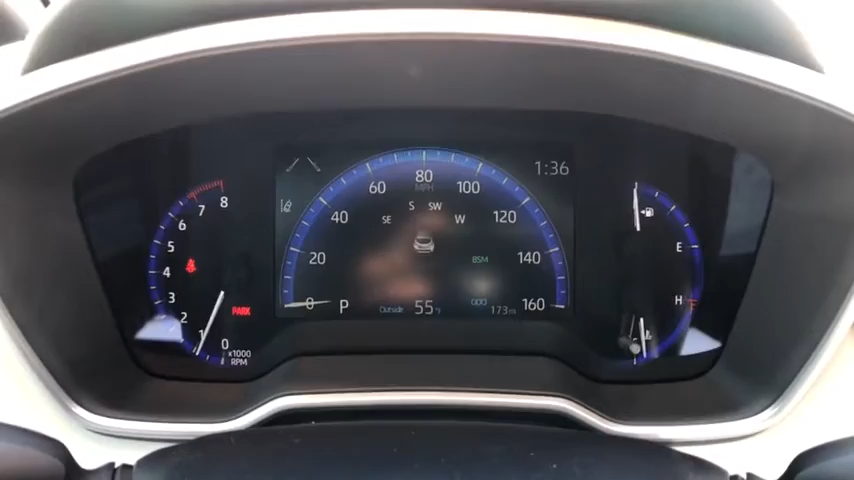 1:36
80
MPH
60 100
40 120
20 140
0 160
S SW
SE W
BSM
P
Outside 55°F
ODO 173mi
8
7
6
5
4
3
2
1
0
x1000
RPM
PARK
E
H